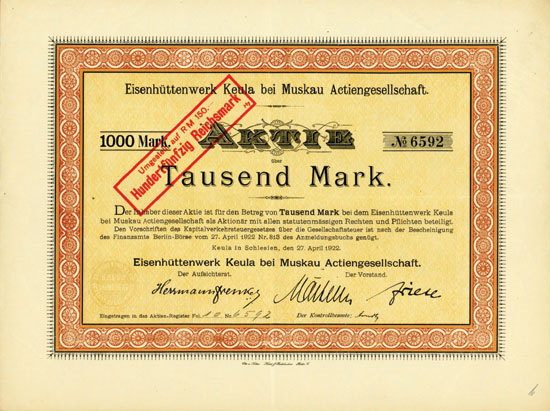 Eisenhüttenwerk Keula bei Muskau Actiengesellschaft.
1000 Mark.
AKTIE
№ 6592
Umgestellt auf RM 150.
Hundertfünfzig Reichsmark
über
Tausend Mark.
Der Inhaber dieser Aktie ist für den Betrag von Tausend Mark bei dem Eisenhüttenwerk Keula
bei Muskau Actiengesellschaft als Aktionär mit allen statutenmässigen Rechten und Pflichten beteiligt.
Den Vorschriften des Kapitalverkehrsteuergesetzes über die Gesellschaftsteuer ist nach der Bescheinigung
des Finanzamts Berlin-Börse vom 27. April 1922 Nr. 813 des Anmeldungsbuchs genügt.
Keula in Schlesien, den 27. April 1922.
Eisenhüttenwerk Keula bei Muskau Actiengesellschaft.
Der Aufsichtsrat. Der Vorstand.
Eingetragen in das Aktien-Register Fol. 10 No. 6592 Der Kontrollbeamte: